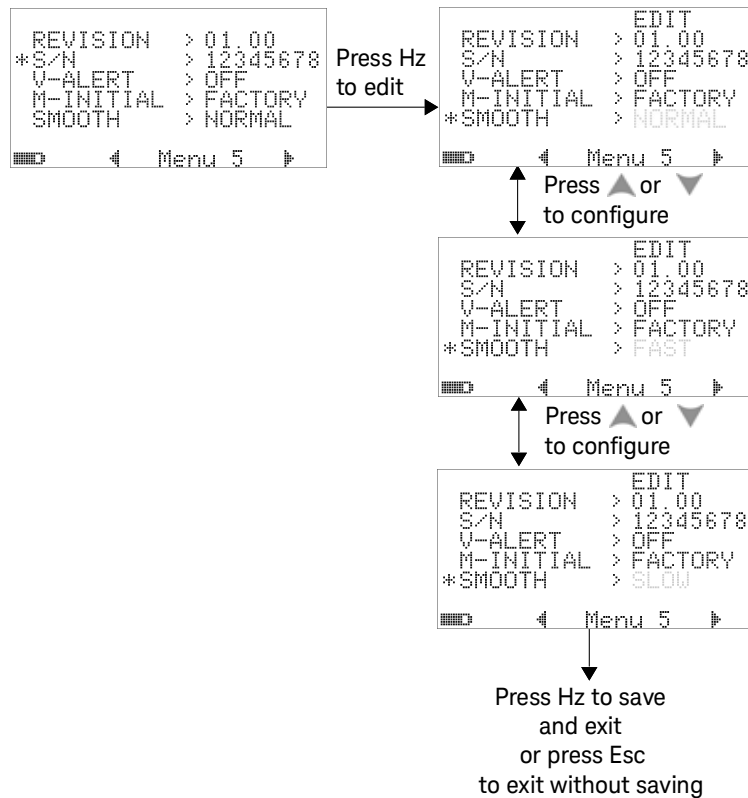 REVISION > 01.00
*S/N > 12345678
V-ALERT > OFF
M-INITIAL > FACTORY
SMOOTH > NORMAL
Menu 5
Press Hz
to edit
EDIT
REVISION > 01.00
S/N > 12345678
V-ALERT > OFF
M-INITIAL > FACTORY
*SMOOTH > NORMAL
Menu 5
Press or
to configure
EDIT
REVISION > 01.00
S/N > 12345678
V-ALERT > OFF
M-INITIAL > FACTORY
*SMOOTH > FAST
Menu 5
Press or
to configure
EDIT
REVISION > 01.00
S/N > 12345678
V-ALERT > OFF
M-INITIAL > FACTORY
*SMOOTH > SLOW
Menu 5
Press Hz to save
and exit
or press Esc
to exit without saving